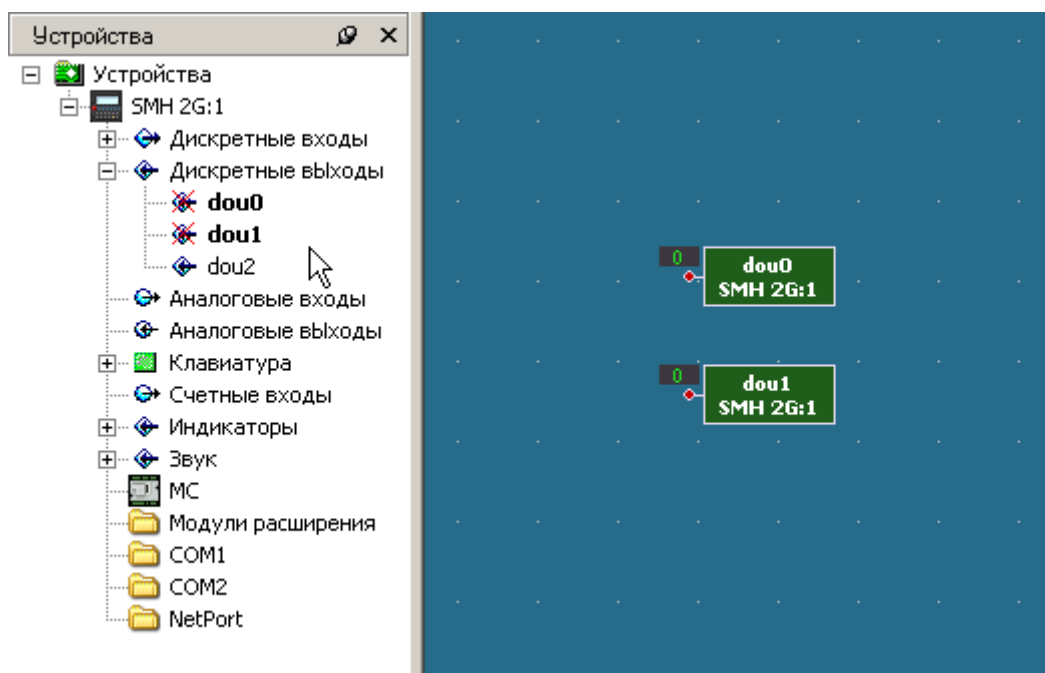 Устройства
Устройства
SMH 2G:1
Дискретные входы
Дискретные выходы
dou0
dou1
dou2
Аналоговые входы
Аналоговые выходы
Клавиатура
Счетные входы
Индикаторы
Звук
МС
Модули расширения
COM1
COM2
NetPort
0
dou0
SMH 2G:1
0
dou1
SMH 2G:1